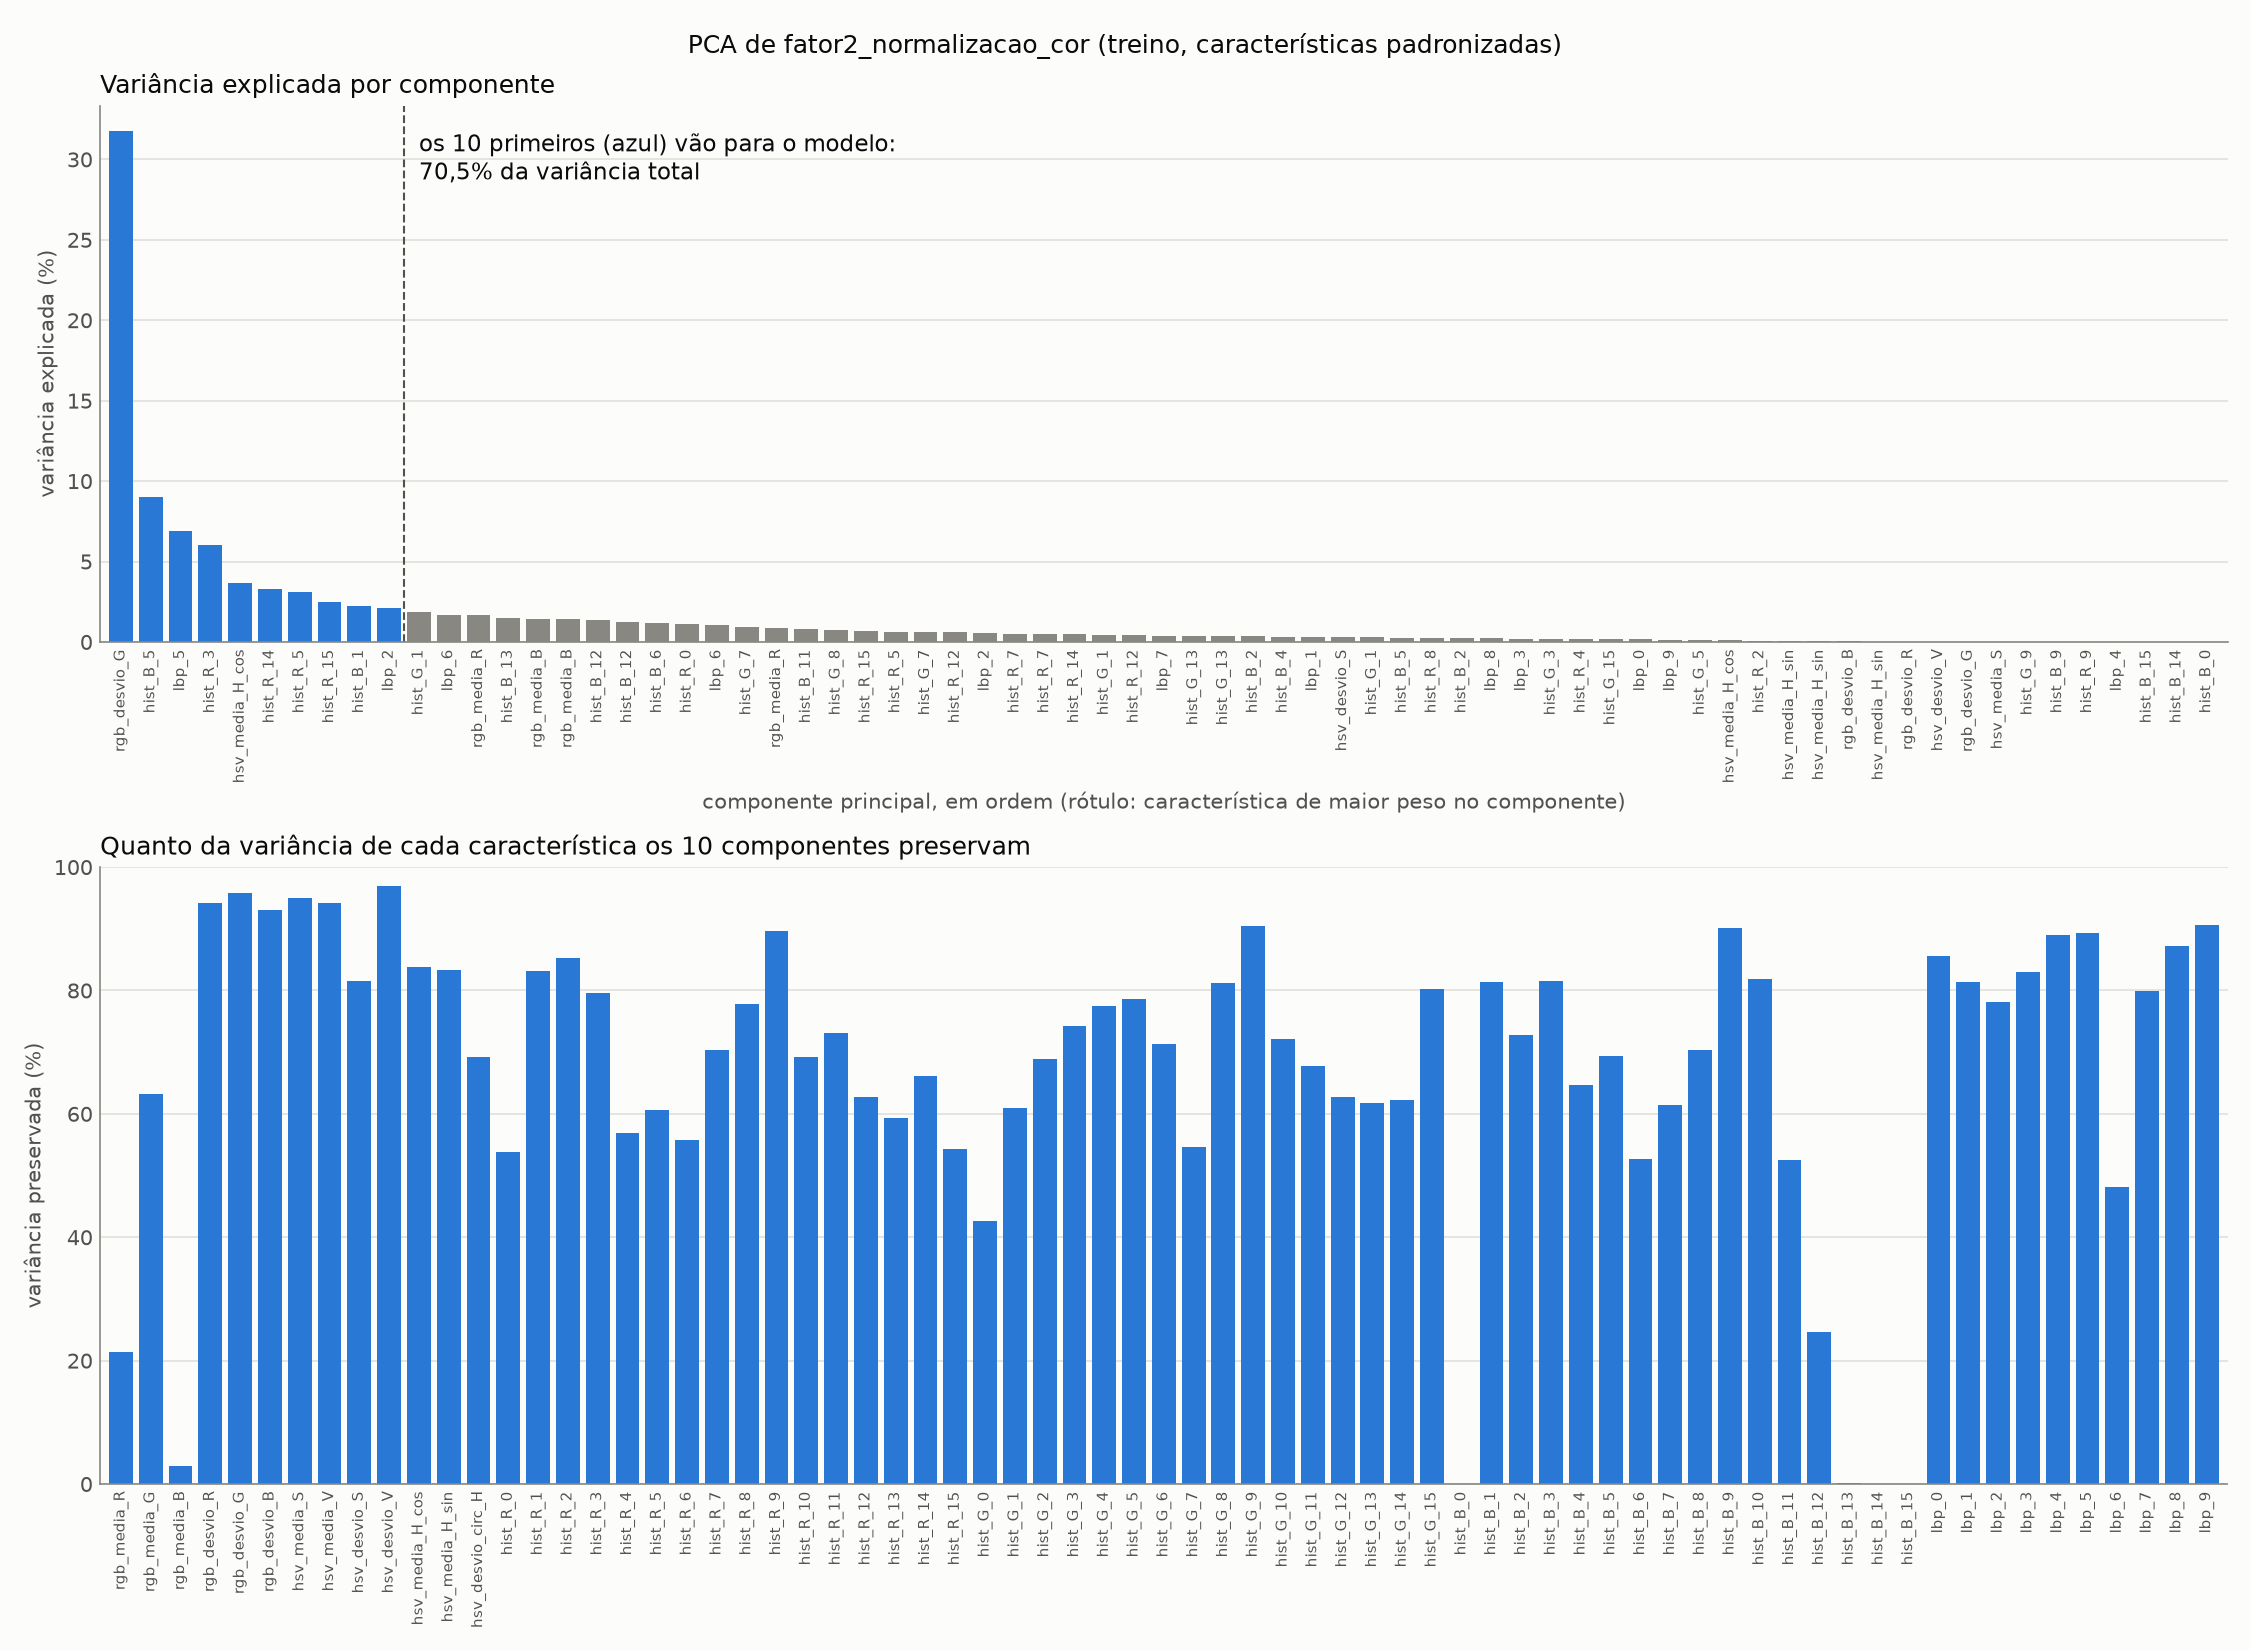 PCA de fator2_normalizacao_cor (treino, características padronizadas)
Variância explicada por componente
os 10 primeiros (azul) vão para o modelo:
70,5% da variância total
variância explicada (%)
30
25
20
15
10
5
0
rgb_desvio_G
hist_B_5
lbp_5
hist_R_3
hsv_media_H_cos
hist_R_14
hist_R_5
hist_R_15
hist_B_1
lbp_2
hist_G_1
lbp_6
rgb_media_R
hist_B_13
rgb_media_B
rgb_media_B
hist_B_12
hist_B_12
hist_B_6
hist_R_0
lbp_6
hist_G_7
rgb_media_R
hist_B_11
hist_G_8
hist_R_15
hist_R_5
hist_G_7
hist_R_12
lbp_2
hist_R_7
hist_R_7
hist_R_14
hist_G_1
hist_R_12
lbp_7
hist_G_13
hist_G_13
hist_B_2
hist_B_4
lbp_1
hsv_desvio_S
hist_G_1
hist_B_5
hist_R_8
hist_B_2
lbp_8
lbp_3
hist_G_3
hist_R_4
hist_G_15
lbp_0
lbp_9
hist_G_5
hsv_media_H_cos
hist_R_2
hsv_media_H_sin
hsv_media_H_sin
rgb_desvio_B
hsv_media_H_sin
rgb_desvio_R
hsv_desvio_V
rgb_desvio_G
hsv_media_S
hist_G_9
hist_B_9
hist_R_9
lbp_4
hist_B_15
hist_B_14
hist_B_0
componente principal, em ordem (rótulo: característica de maior peso no componente)
Quanto da variância de cada característica os 10 componentes preservam
variância preservada (%)
100
80
60
40
20
0
rgb_media_R
rgb_media_G
rgb_media_B
rgb_desvio_R
rgb_desvio_G
rgb_desvio_B
hsv_media_S
hsv_media_V
hsv_desvio_S
hsv_desvio_V
hsv_media_H_cos
hsv_media_H_sin
hsv_desvio_circ_H
hist_R_0
hist_R_1
hist_R_2
hist_R_3
hist_R_4
hist_R_5
hist_R_6
hist_R_7
hist_R_8
hist_R_9
hist_R_10
hist_R_11
hist_R_12
hist_R_13
hist_R_14
hist_R_15
hist_G_0
hist_G_1
hist_G_2
hist_G_3
hist_G_4
hist_G_5
hist_G_6
hist_G_7
hist_G_8
hist_G_9
hist_G_10
hist_G_11
hist_G_12
hist_G_13
hist_G_14
hist_G_15
hist_B_0
hist_B_1
hist_B_2
hist_B_3
hist_B_4
hist_B_5
hist_B_6
hist_B_7
hist_B_8
hist_B_9
hist_B_10
hist_B_11
hist_B_12
hist_B_13
hist_B_14
hist_B_15
lbp_0
lbp_1
lbp_2
lbp_3
lbp_4
lbp_5
lbp_6
lbp_7
lbp_8
lbp_9